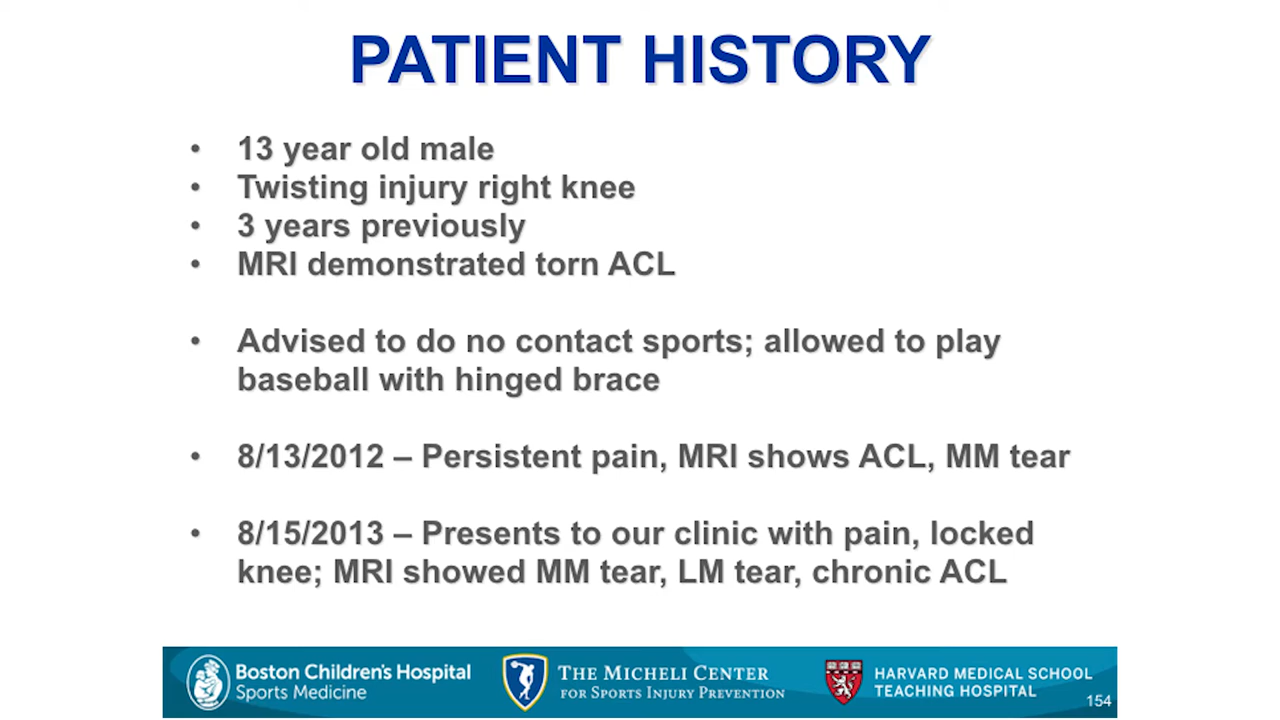 PATIENT HISTORY
• 13 year old male
• Twisting injury right knee
• 3 years previously
• MRI demonstrated torn ACL
• Advised to do no contact sports; allowed to play
baseball with hinged brace
• 8/13/2012 – Persistent pain, MRI shows ACL, MM tear
• 8/15/2013 – Presents to our clinic with pain, locked
knee; MRI showed MM tear, LM tear, chronic ACL
Boston Children's Hospital
Sports Medicine
THE MICHELI CENTER
FOR SPORTS INJURY PREVENTION
HARVARD MEDICAL SCHOOL
TEACHING HOSPITAL
154